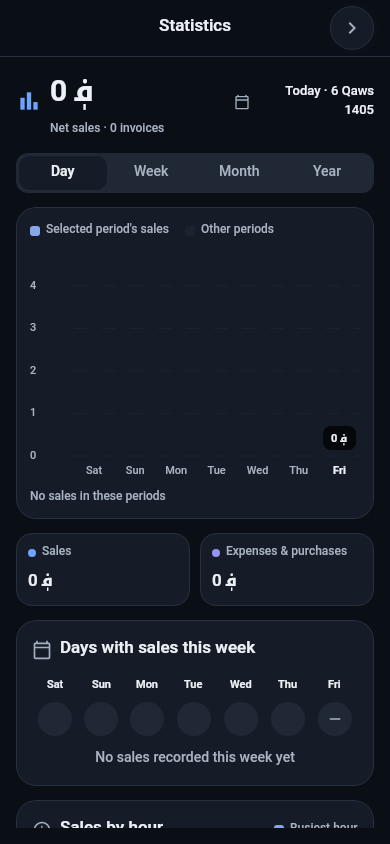 Statistics
0 ؋
Net sales · 0 invoices
Today · 6 Qaws
1405
Day Week Month Year
Selected period's sales Other periods
4
3
2
1
0
0 ؋
Sat Sun Mon Tue Wed Thu Fri
No sales in these periods
Sales
0 ؋
Expenses & purchases
0 ؋
Days with sales this week
Sat Sun Mon Tue Wed Thu Fri
No sales recorded this week yet
Sales by hour Busiest hour